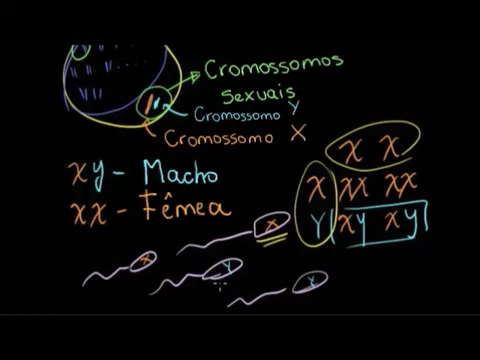 Cromossomos
Sexuais
Cromossomo Y
Cromossomo X
xy - Macho
xx - Fêmea
X X
X XX XX
Y XY XY
X
X
Y
Y